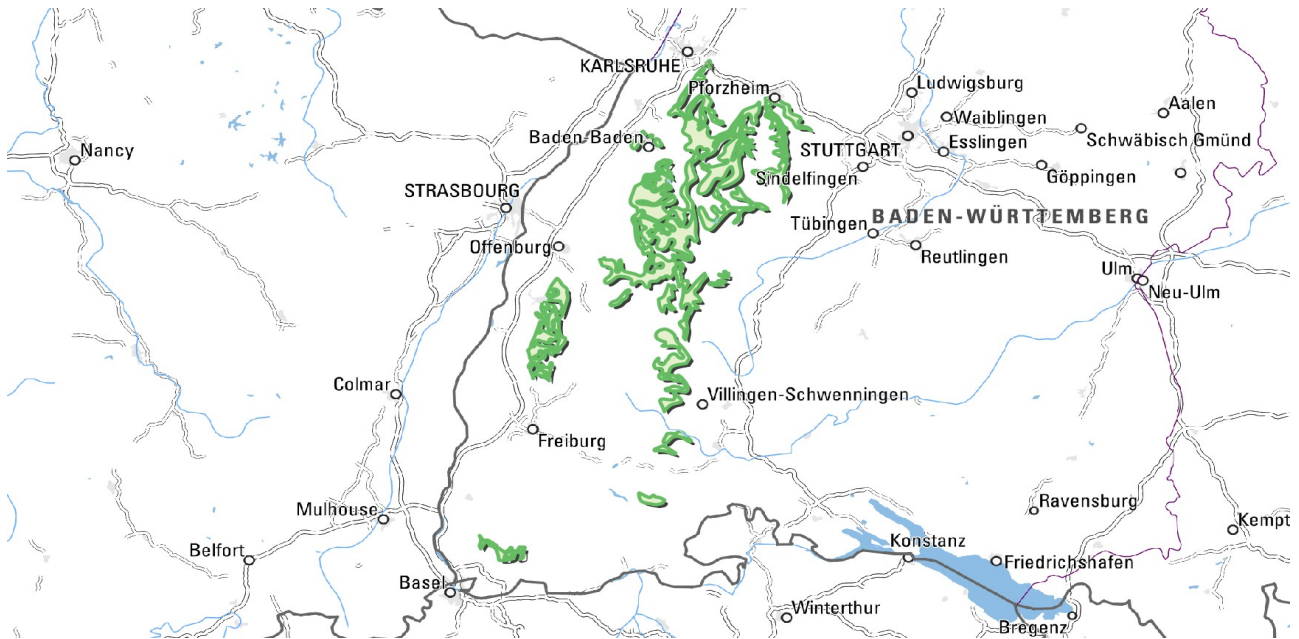 KARLSRUHE
Pforzheim
Ludwigsburg
Aalen
Waiblingen
Baden-Baden
Schwäbisch Gmünd
STUTTGART
Esslingen
Nancy
Sindelfingen
Göppingen
STRASBOURG
BADEN-WÜRTTEMBERG
Tübingen
Offenburg
Reutlingen
Ulm
Neu-Ulm
Colmar
Villingen-Schwenningen
Freiburg
Ravensburg
Mulhouse
Kempt
Konstanz
Belfort
Friedrichshafen
Basel
Winterthur
Bregenz